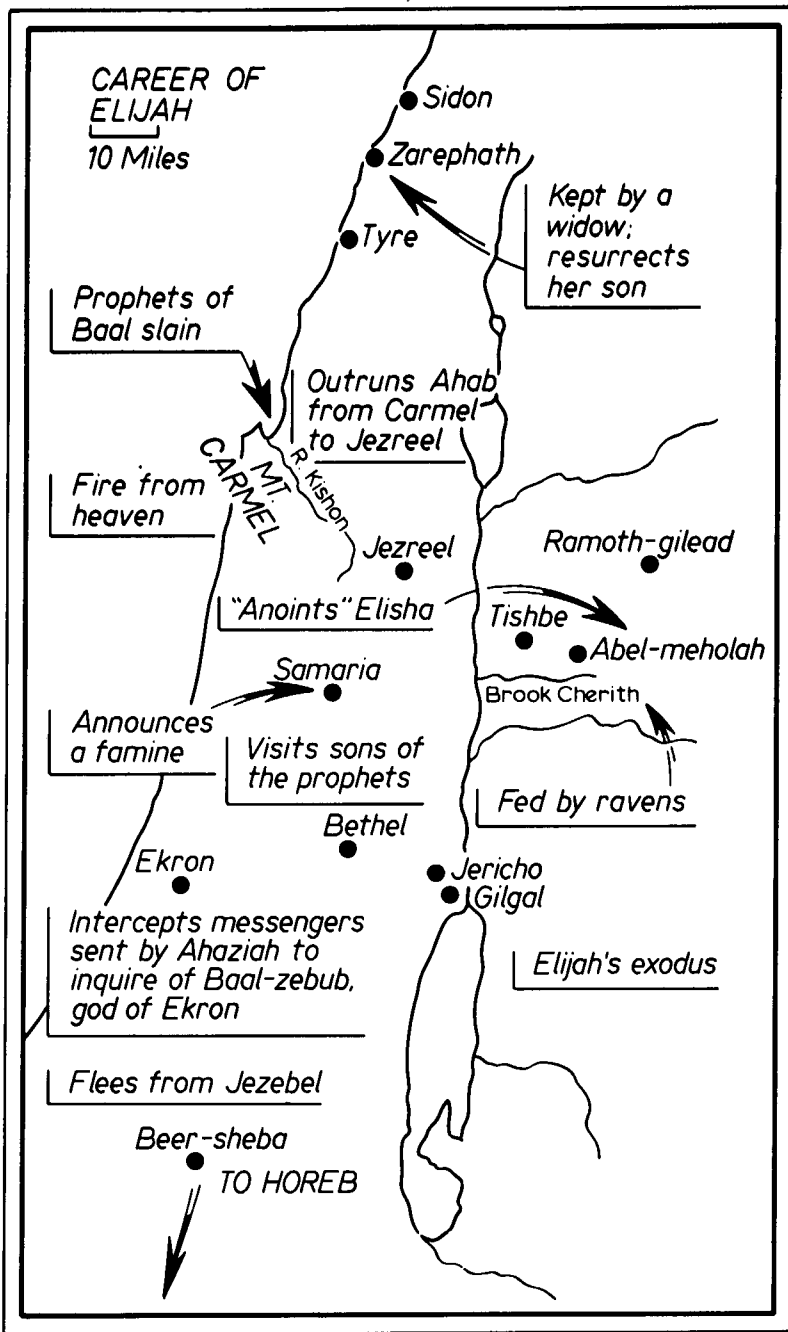 CAREER OF
ELIJAH
10 Miles
Sidon
Zarephath
Kept by a
widow;
resurrects
her son
Tyre
Prophets of
Baal slain
Outruns Ahab
from Carmel
to Jezreel
MT.
CARMEL
R. Kishon
Fire from
heaven
Jezreel
Ramoth-gilead
"Anoints" Elisha
Tishbe
Abel-meholah
Samaria
Brook Cherith
Announces
a famine
Visits sons of
the prophets
Fed by ravens
Bethel
Ekron
Jericho
Gilgal
Intercepts messengers
sent by Ahaziah to
inquire of Baal-zebub,
god of Ekron
Elijah's exodus
Flees from Jezebel
Beer-sheba
TO HOREB